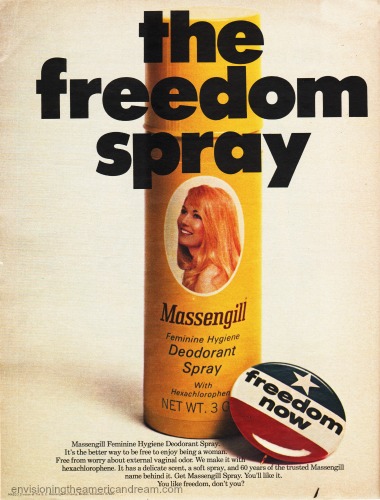 the
freedom
spray
Massengill
Feminine Hygiene
Deodorant
Spray
With
Hexachlorophen
NET WT. 3 O
freedom
now
Massengill Feminine Hygiene Deodorant Spray.
It's the better way to be free to enjoy being a woman.
Free from worry about external vaginal odor. We make it with
hexachlorophene. It has a delicate scent, a soft spray, and 60 years of the trusted Massengill
name behind it. Get Massengill Spray. You'll like it.
You like freedom, don't you?
envisioningtheamericandream.com